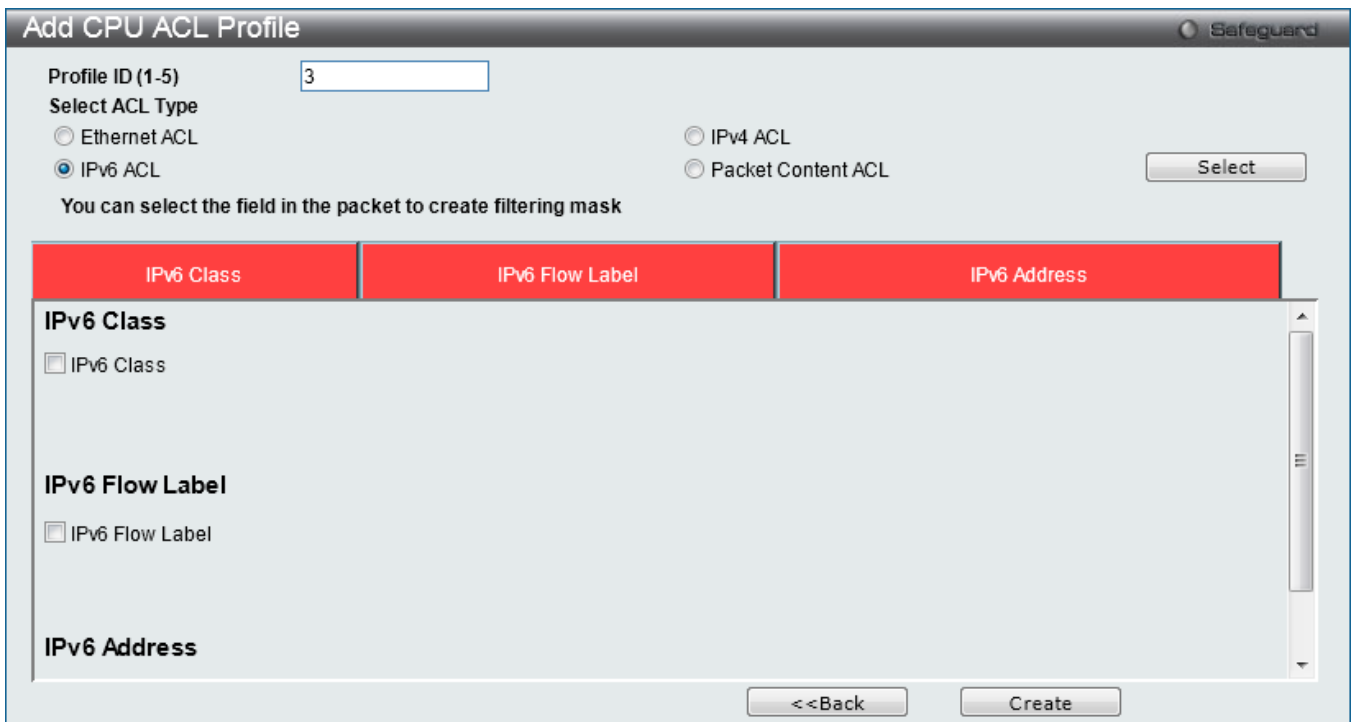 Add CPU ACL Profile
Safeguard
Profile ID (1-5)
3
Select ACL Type
Ethernet ACL
IPv4 ACL
IPv6 ACL
Packet Content ACL
Select
You can select the field in the packet to create filtering mask
IPv6 Class
IPv6 Flow Label
IPv6 Address
IPv6 Class
IPv6 Class
IPv6 Flow Label
IPv6 Flow Label
IPv6 Address
<<Back
Create